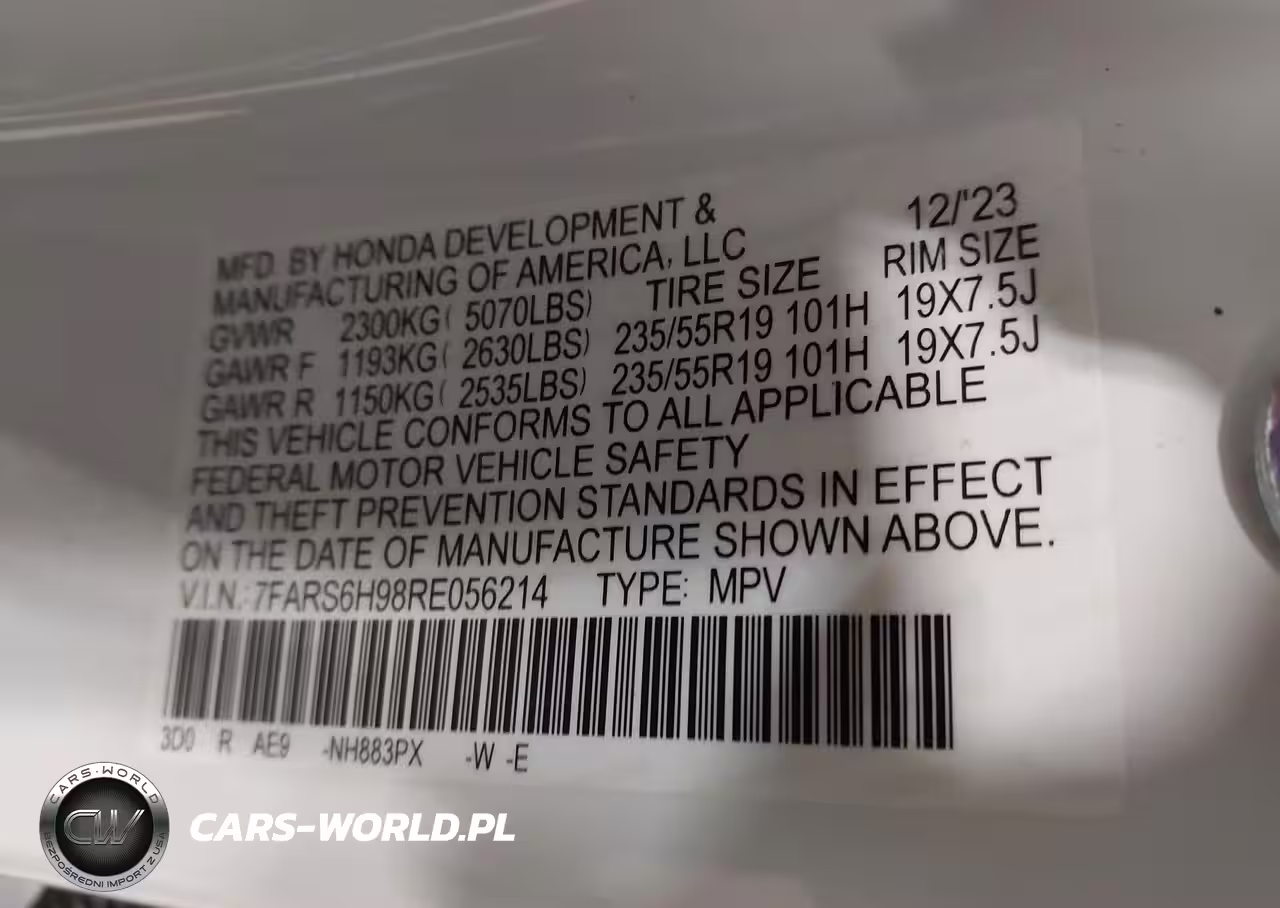 MFD. BY HONDA DEVELOPMENT & 12/'23
MANUFACTURING OF AMERICA, LLC
GVWR 2300KG( 5070LBS) TIRE SIZE RIM SIZE
GAWR F 1193KG( 2630LBS) 235/55R19 101H 19X7.5J
GAWR R 1150KG( 2535LBS) 235/55R19 101H 19X7.5J
THIS VEHICLE CONFORMS TO ALL APPLICABLE
FEDERAL MOTOR VEHICLE SAFETY
AND THEFT PREVENTION STANDARDS IN EFFECT
ON THE DATE OF MANUFACTURE SHOWN ABOVE.
V.I.N.: 7FARS6H98RE056214 TYPE: MPV
3D0 R AE9 -NH883PX -W -E
CARS-WORLD
CW
BEZPOŚREDNI IMPORT Z USA
CARS-WORLD.PL